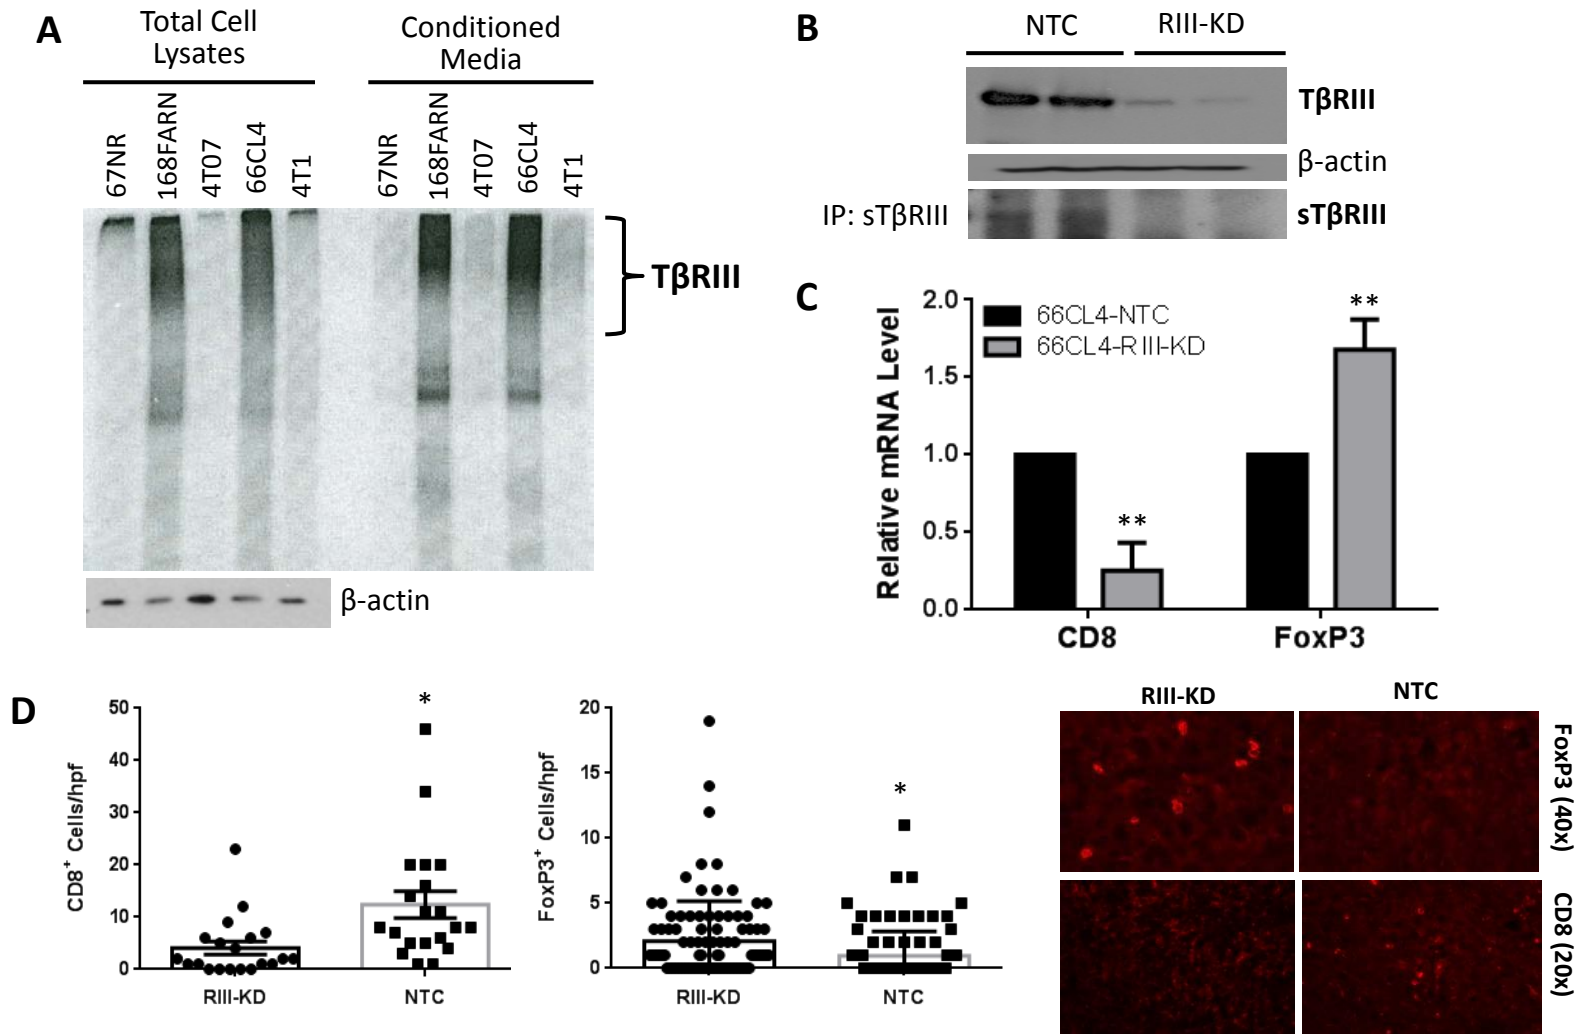 A
Total Cell
Lysates
Conditioned
Media
67NR
168FARN
4T07
66CL4
4T1
67NR
168FARN
4T07
66CL4
4T1
TβRIII
β-actin
B
NTC
RIII-KD
TβRIII
β-actin
IP: sTβRIII
sTβRIII
C
Relative mRNA Level
2.0
1.5
1.0
0.5
0.0
66CL4-NTC
66CL4-RIII-KD
**
**
CD8
FoxP3
D
CD8+ Cells/hpf
50
40
30
20
10
0
*
RIII-KD
NTC
FoxP3+ Cells/hpf
20
15
10
5
0
*
RIII-KD
NTC
RIII-KD
NTC
FoxP3 (40x)
CD8 (20x)